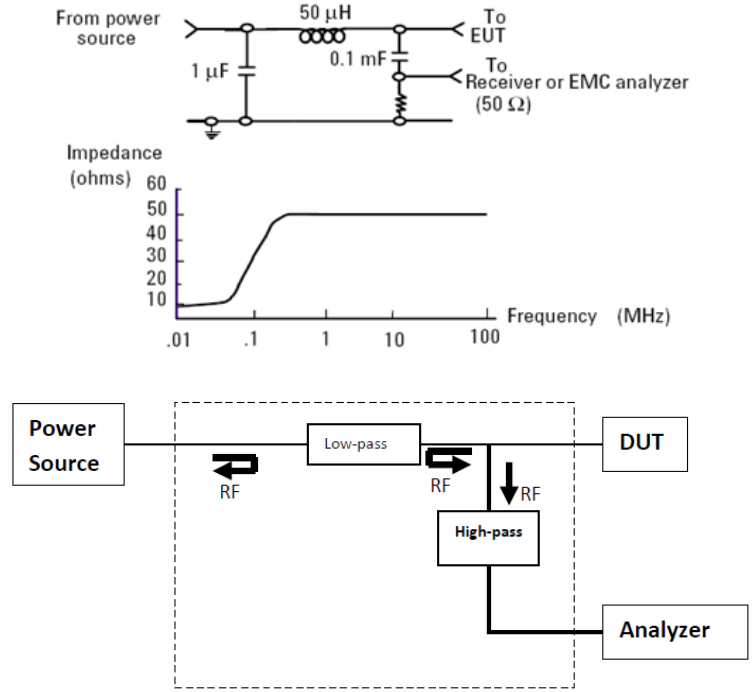 From power
source
50 μH
To
EUT
1 μF
0.1 mF
To
Receiver or EMC analyzer
(50 Ω)
Impedance
(ohms)
60
50
40
30
20
10
Frequency (MHz)
.01
.1
1
10
100
Power
Source
Low-pass
DUT
RF
RF
RF
High-pass
Analyzer